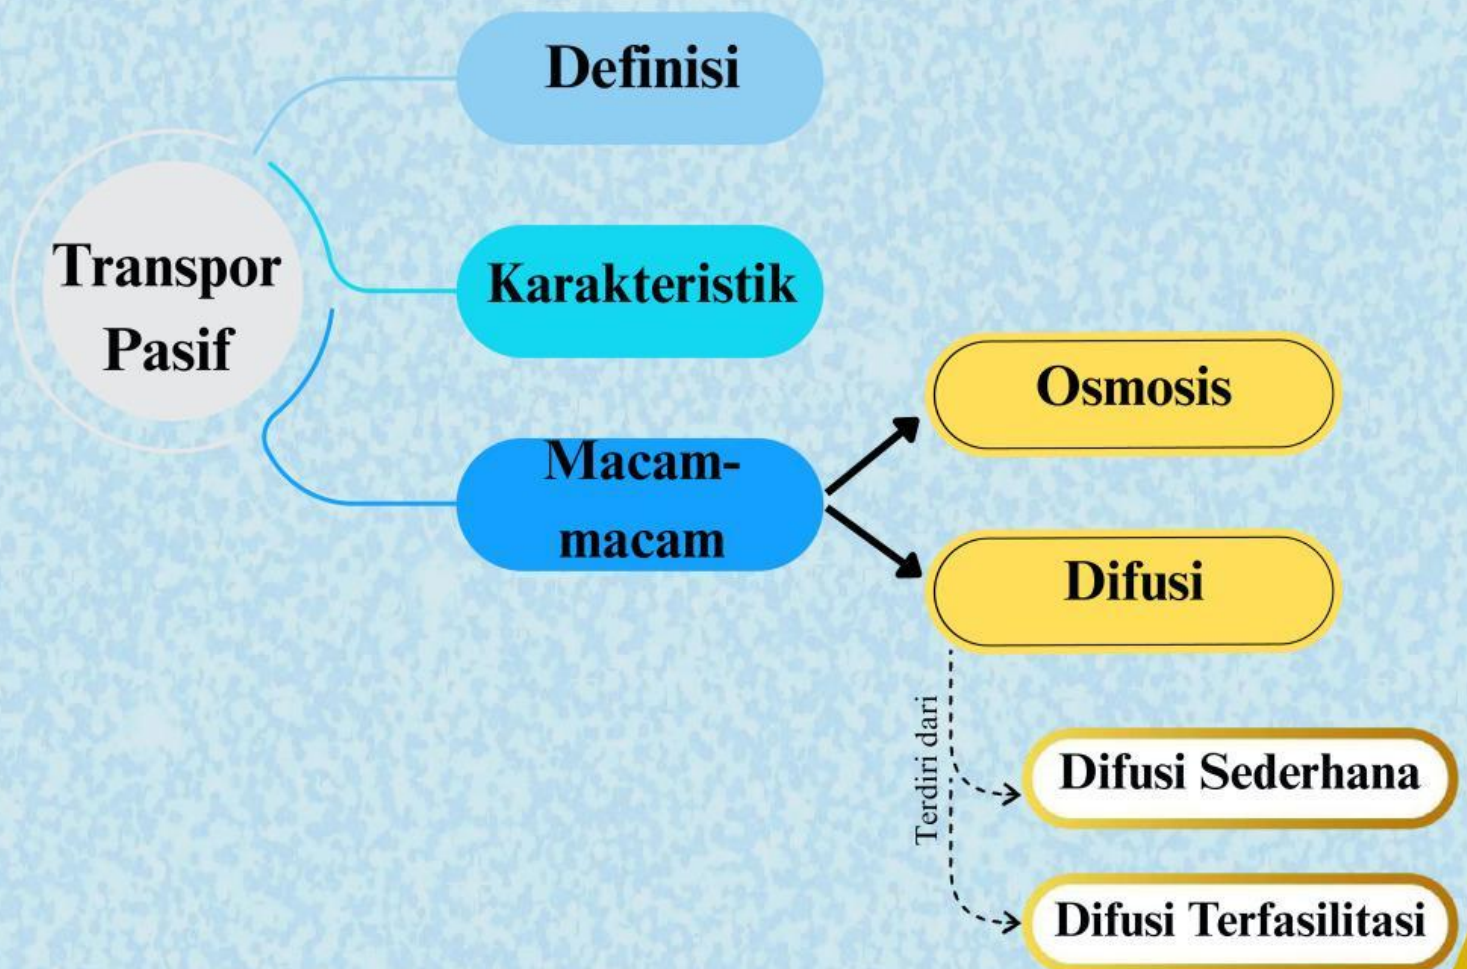 Definisi
Transpor
Pasif
Karakteristik
Macam-
macam
Osmosis
Difusi
Terdiri dari
Difusi Sederhana
Difusi Terfasilitasi